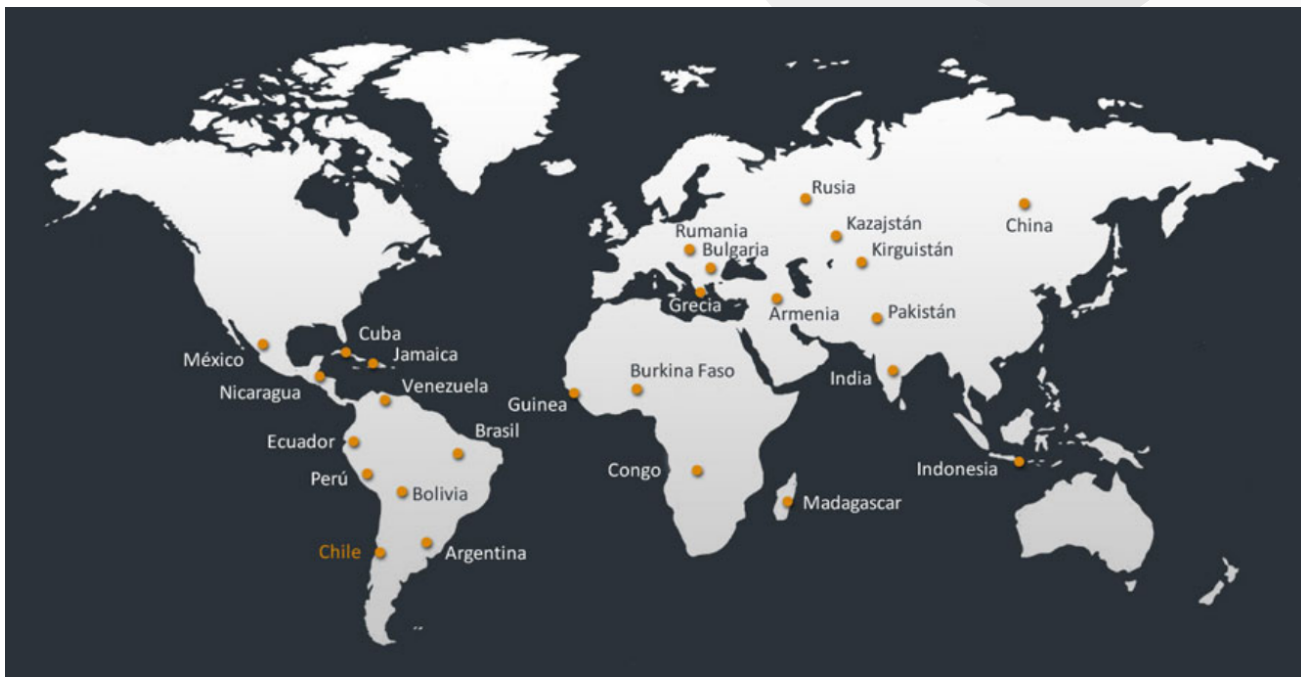 Rusia
China
Kazajstán
Rumania
Bulgaria
Kirguistán
Grecia
Armenia
Pakistán
Cuba
Jamaica
México
Nicaragua
Venezuela
Burkina Faso
India
Guinea
Ecuador
Brasil
Perú
Bolivia
Congo
Indonesia
Madagascar
Chile
Argentina